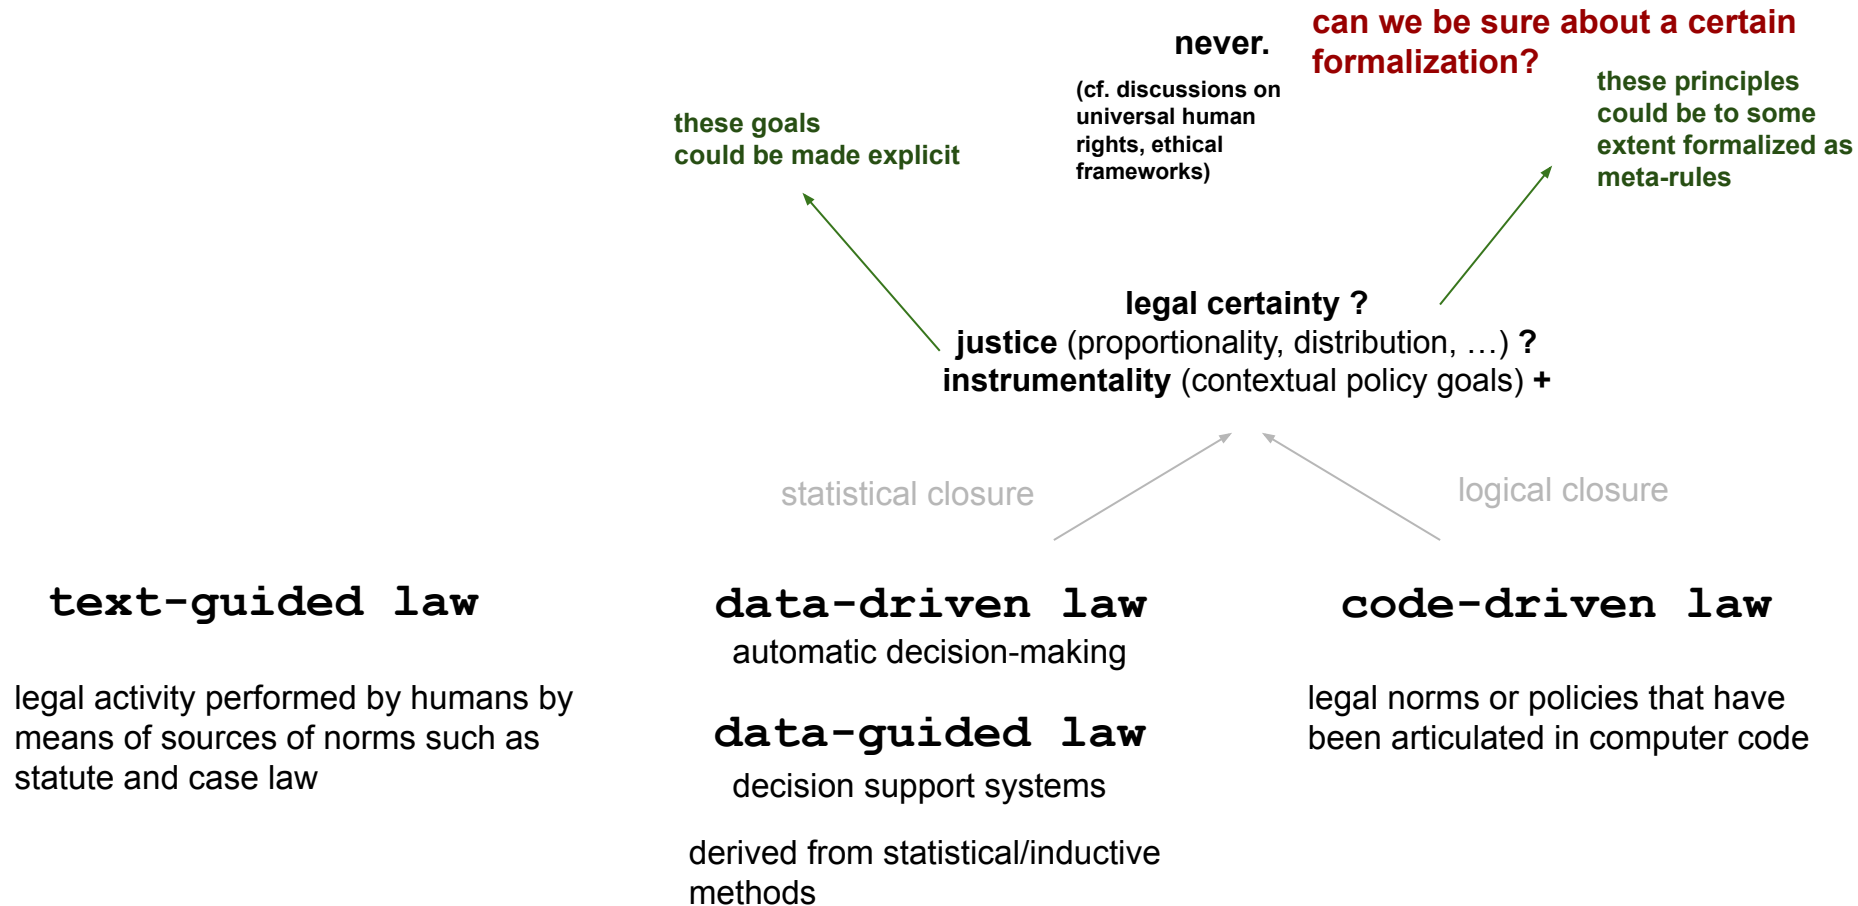 never.
can we be sure about a certain
formalization?
(cf. discussions on
universal human
rights, ethical
frameworks)
these goals
could be made explicit
these principles
could be to some
extent formalized as
meta-rules
legal certainty ?
justice (proportionality, distribution, …) ?
instrumentality (contextual policy goals) +
statistical closure
logical closure
text-guided law
legal activity performed by humans by
means of sources of norms such as
statute and case law
data-driven law
automatic decision-making
data-guided law
decision support systems
derived from statistical/inductive
methods
code-driven law
legal norms or policies that have
been articulated in computer code